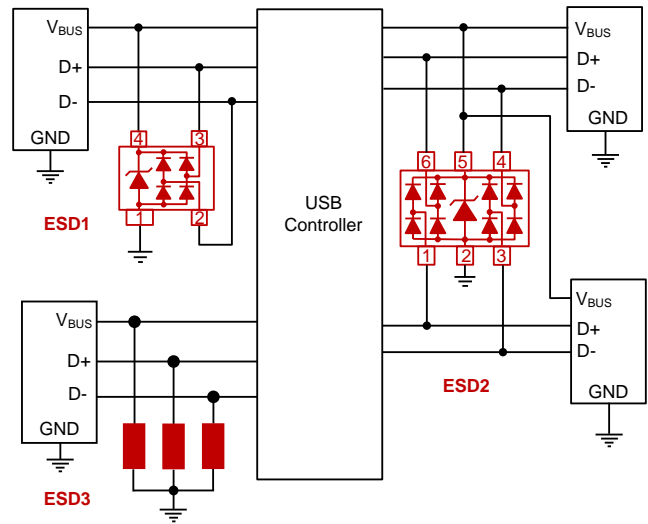 VBUS
D+
D-
GND
4
3
1
2
ESD1
USB
Controller
VBUS
D+
D-
GND
6
5
4
1
2
3
ESD2
VBUS
D+
D-
GND
VBUS
D+
D-
GND
ESD3